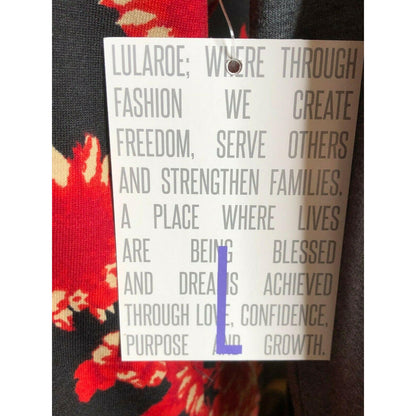 LULAROE; WHERE THROUGH
FASHION WE CREATE
FREEDOM, SERVE OTHERS
AND STRENGTHEN FAMILIES.
A PLACE WHERE LIVES
ARE BEING BLESSED
AND DREAMS ACHIEVED
THROUGH LOVE, CONFIDENCE,
PURPOSE AND GROWTH.
L